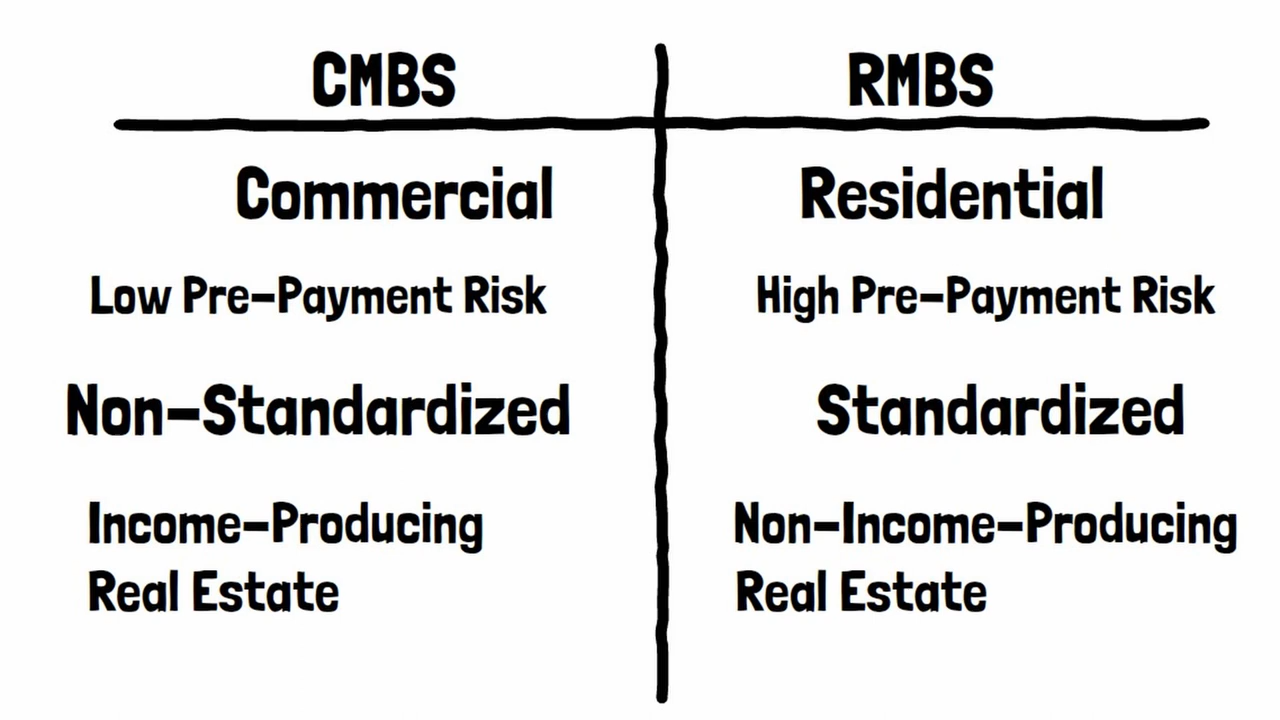 CMBS
RMBS
Commercial
Residential
Low Pre-Payment Risk
High Pre-Payment Risk
Non-Standardized
Standardized
Income-Producing
Real Estate
Non-Income-Producing
Real Estate